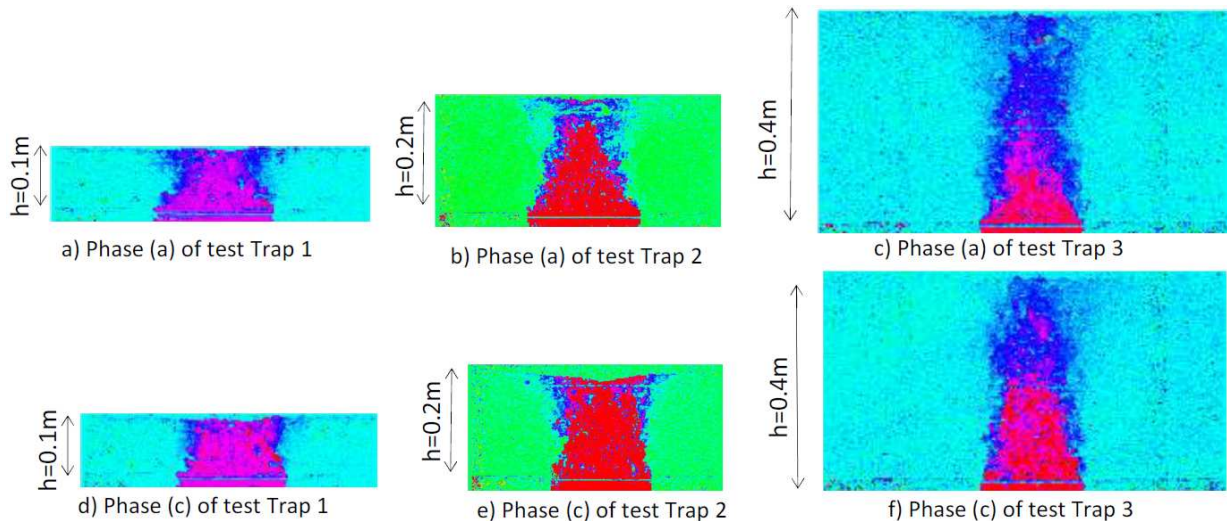 h=0.1m
a) Phase (a) of test Trap 1
h=0.2m
b) Phase (a) of test Trap 2
h=0.4m
c) Phase (a) of test Trap 3
h=0.1m
d) Phase (c) of test Trap 1
h=0.2m
e) Phase (c) of test Trap 2
h=0.4m
f) Phase (c) of test Trap 3